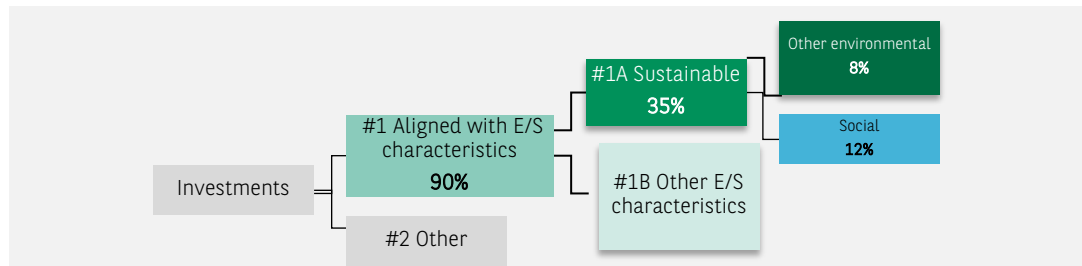 Investments
#1 Aligned with E/S
characteristics
90%
#2 Other
#1A Sustainable
35%
#1B Other E/S
characteristics
Other environmental
8%
Social
12%